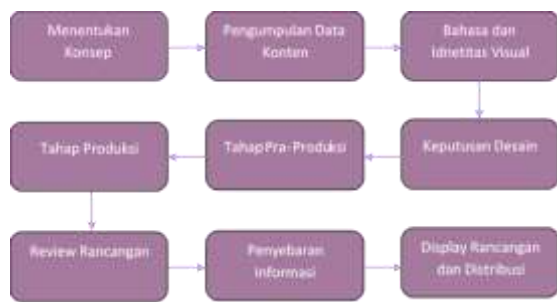 Menentukan
Konsep
Pengumpulan Data
Konten
Bahasa dan
Idnetitas Visual
Keputusan Desain
Tahap Pra-Produksi
Tahap Produksi
Review Rancangan
Penyebaran
Informasi
Display Rancangan
dan Distribusi